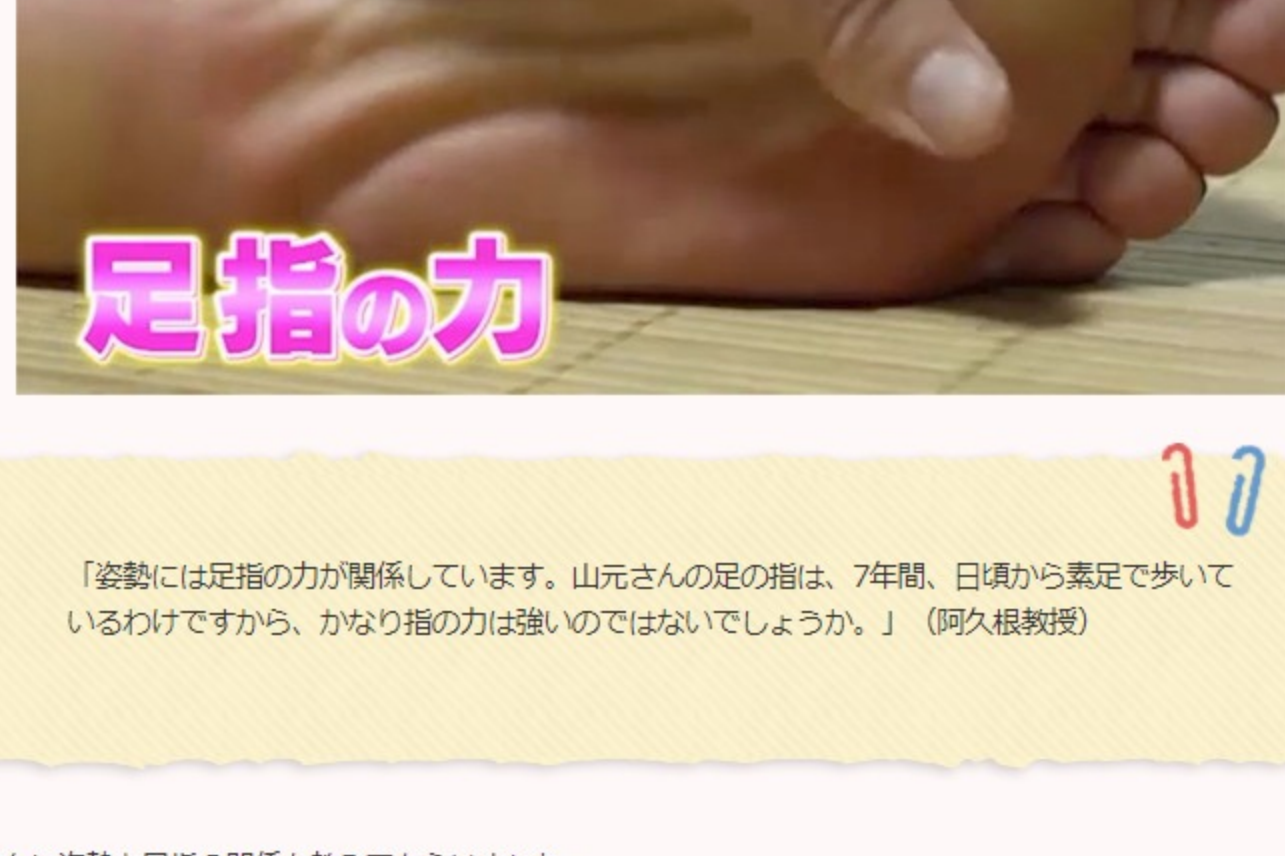 足指の力
「姿勢には足指の力が関係しています。山元さんの足の指は、7年間、日頃から素足で歩いて
いるわけですから、かなり指の力は強いのではないでしょうか。」（阿久根教授）